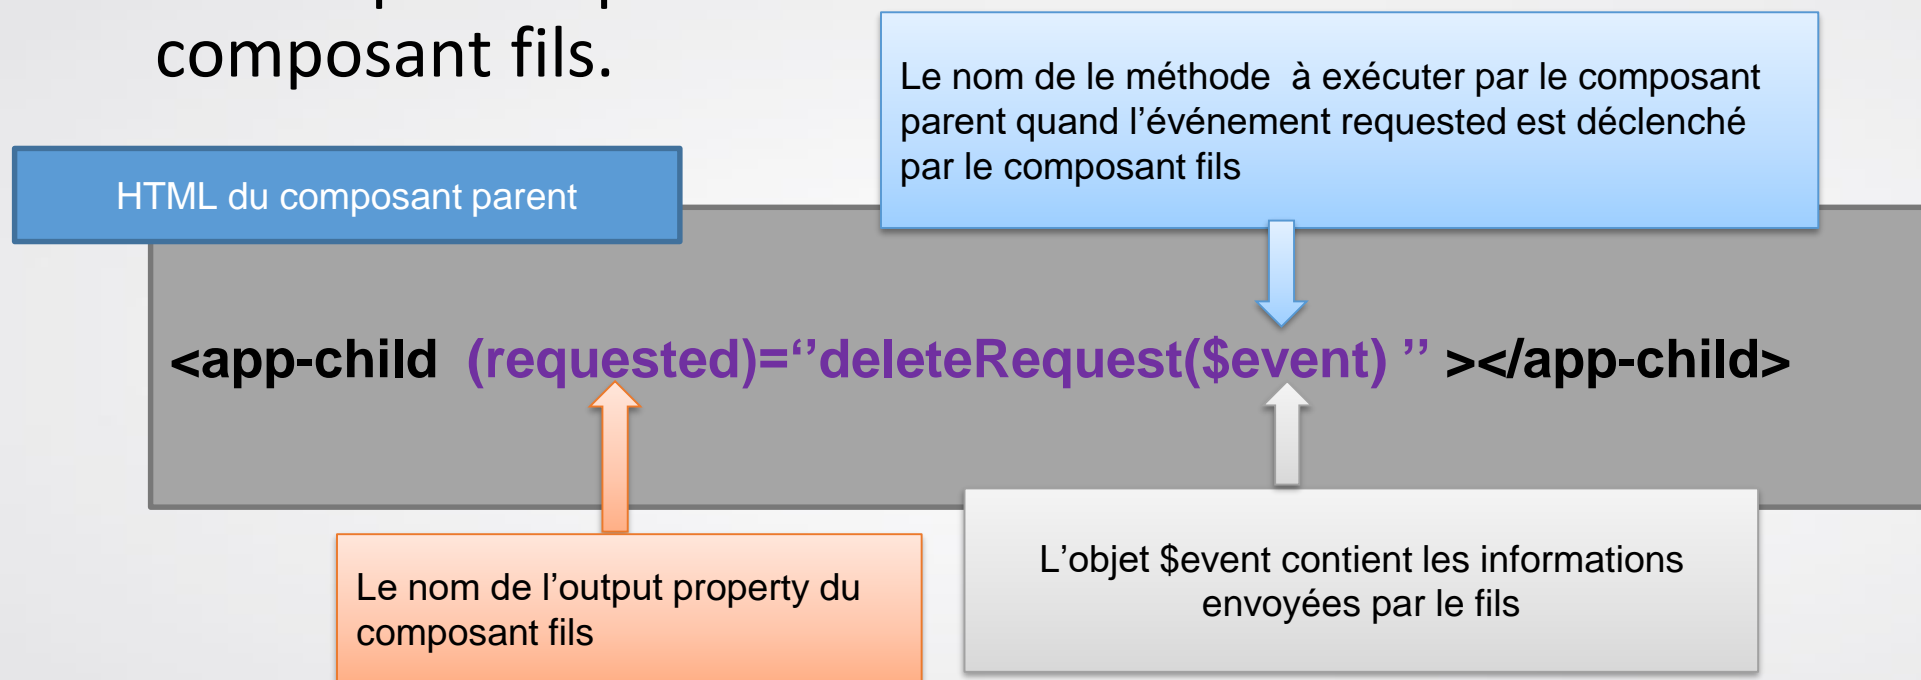 composant fils.
Le nom de le méthode à exécuter par le composant
parent quand l’événement requested est déclenché
par le composant fils
HTML du composant parent
<app-child (requested)=‘’deleteRequest($event) ’’ ></app-child>
Le nom de l’output property du
composant fils
L’objet $event contient les informations
envoyées par le fils